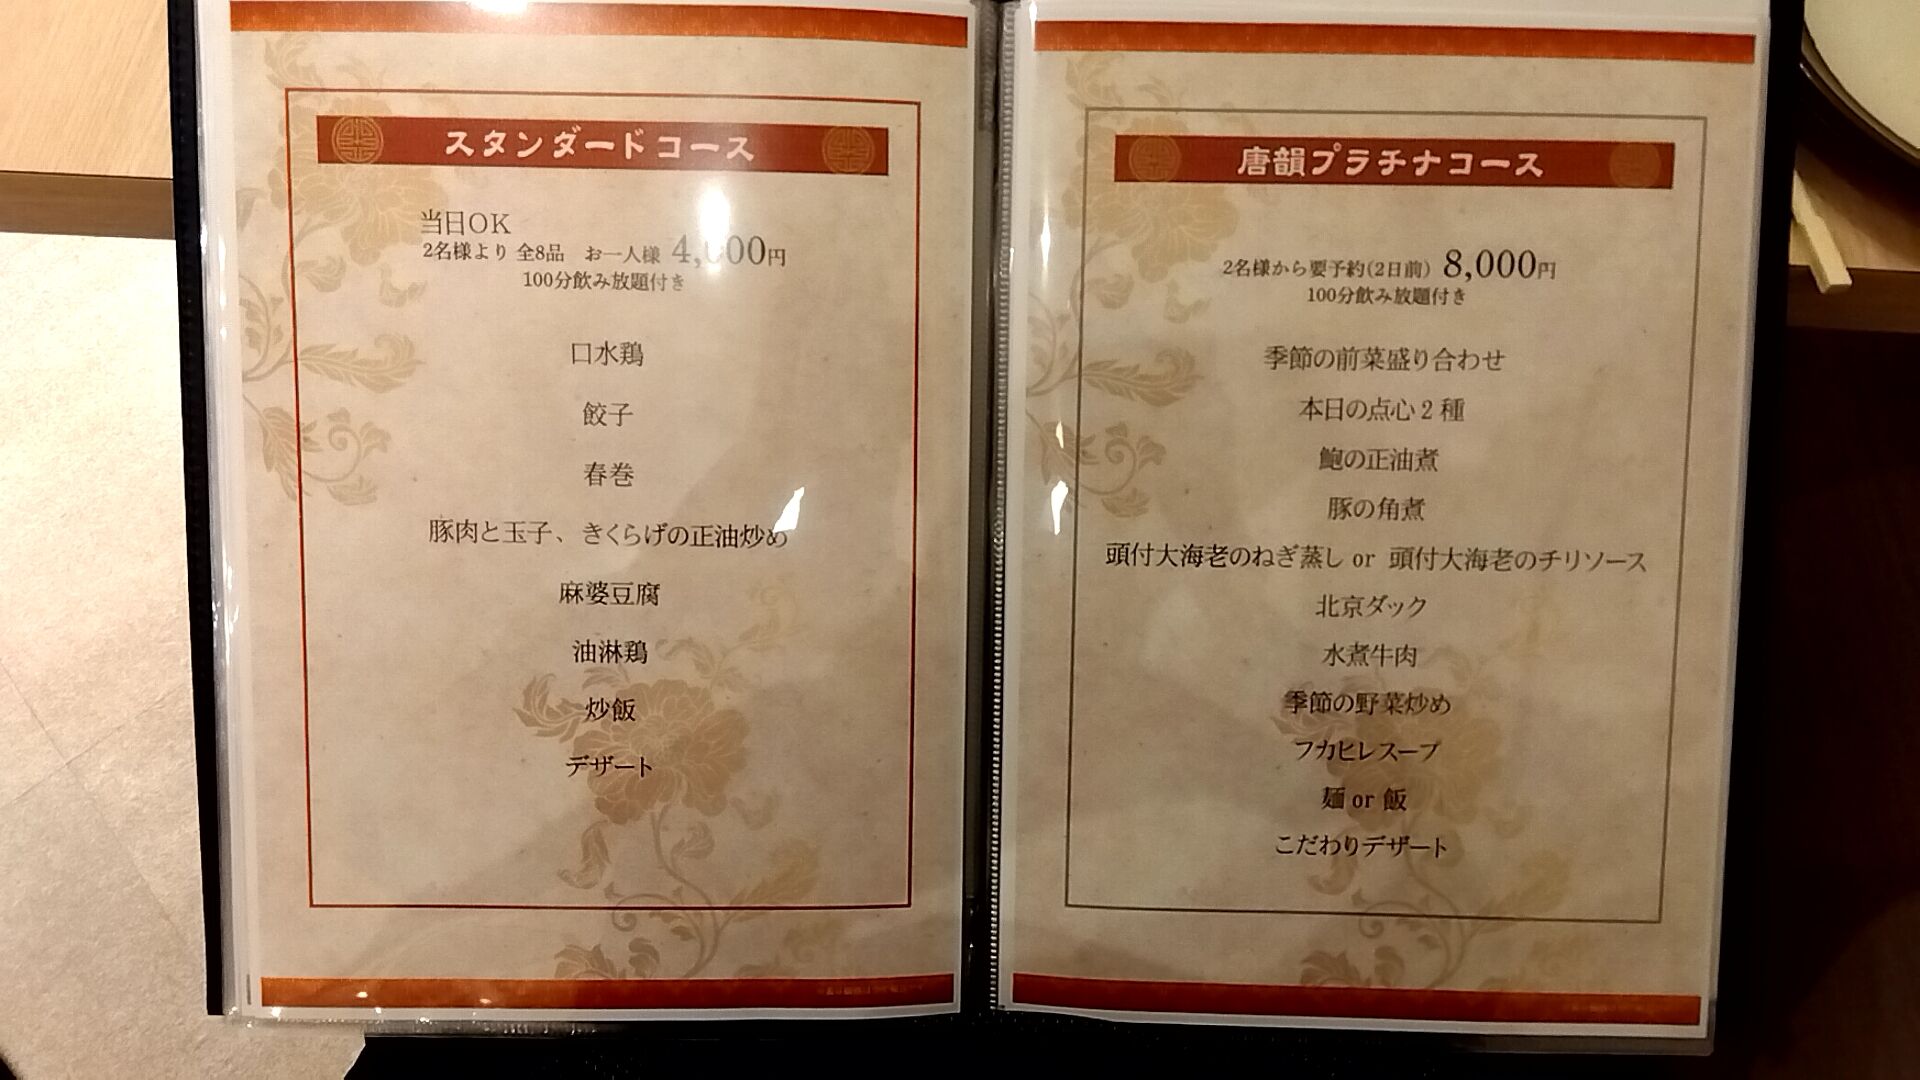 スタンダードコース
当日OK
2名様より 全8品 お一人様 4,000円
100分飲み放題付き
口水鶏
餃子
春巻
豚肉と玉子、きくらげの正油炒め
麻婆豆腐
油淋鶏
炒飯
デザート
唐韻プラチナコース
2名様から要予約(2日前) 8,000円
100分飲み放題付き
季節の前菜盛り合わせ
本日の点心2種
鮑の正油煮
豚の角煮
頭付大海老のねぎ蒸し or 頭付大海老のチリソース
北京ダック
水煮牛肉
季節の野菜炒め
フカヒレスープ
麺 or 飯
こだわりデザート